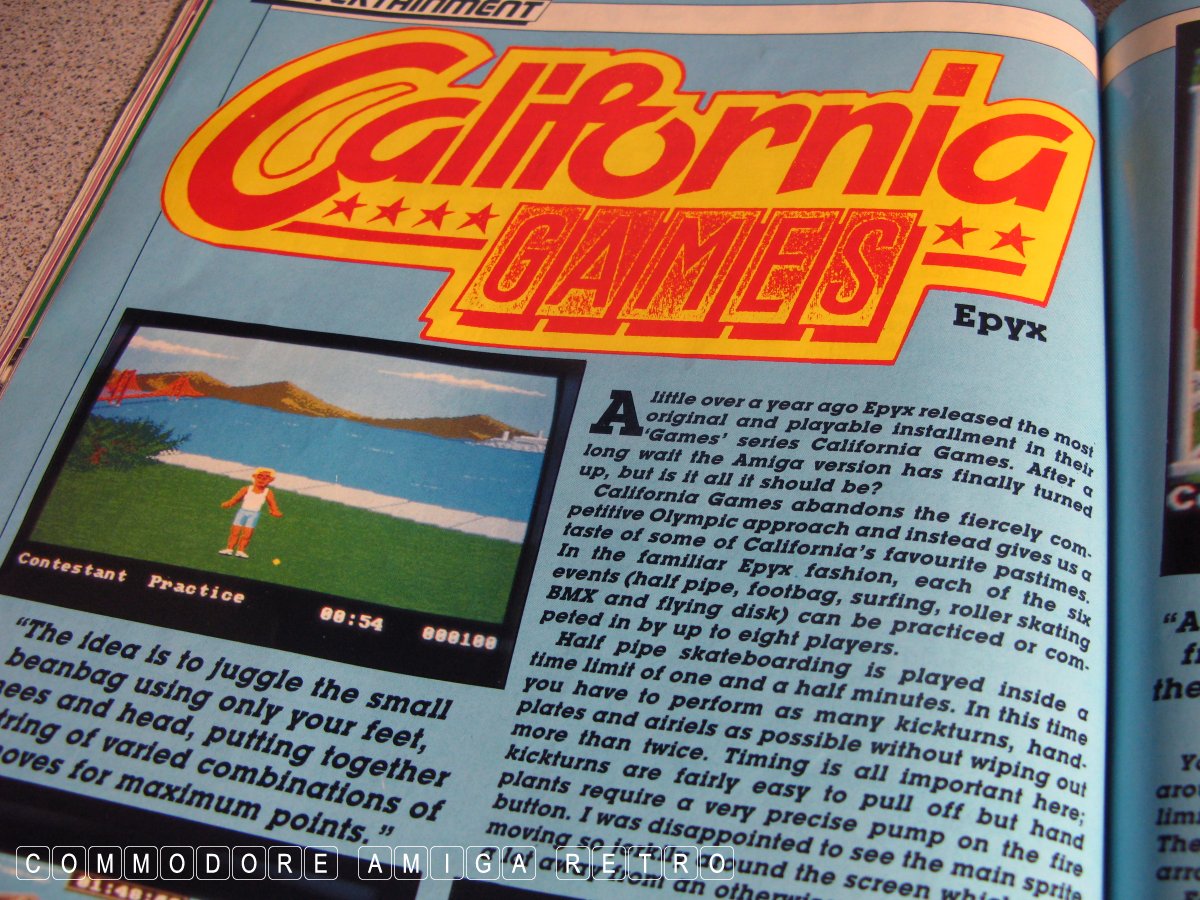 ENTERTAINMENT
California
GAMES
Epyx
Contestant Practice
00:54 000100
"The idea is to juggle the small
beanbag using only your feet,
and head, putting together
of varied combinations of
for maximum points."
A little over a year ago Epyx released the most
original and playable installment in their
'Games' series California Games. After a
long wait the Amiga version has finally turned
up, but is it all it should be?
California Games abandons the fiercely com-
petitive Olympic approach and instead gives us a
taste of some of California's favourite pastimes.
In the familiar Epyx fashion, each of the six
events (half pipe, footbag, surfing, roller skating
BMX and flying disk) can be practiced or com-
peted in by up to eight players.
Half pipe skateboarding is played inside a
time limit of one and a half minutes. In this time
you have to perform as many kickturns, hand-
plates and airiels as possible without wiping out
more than twice. Timing is all important here;
kickturns are fairly easy to pull off but hand
plants require a very precise pump on the fire
button. I was disappointed to see the main sprite
moving so around the screen
from an
COMMODORE AMIGA RETRO